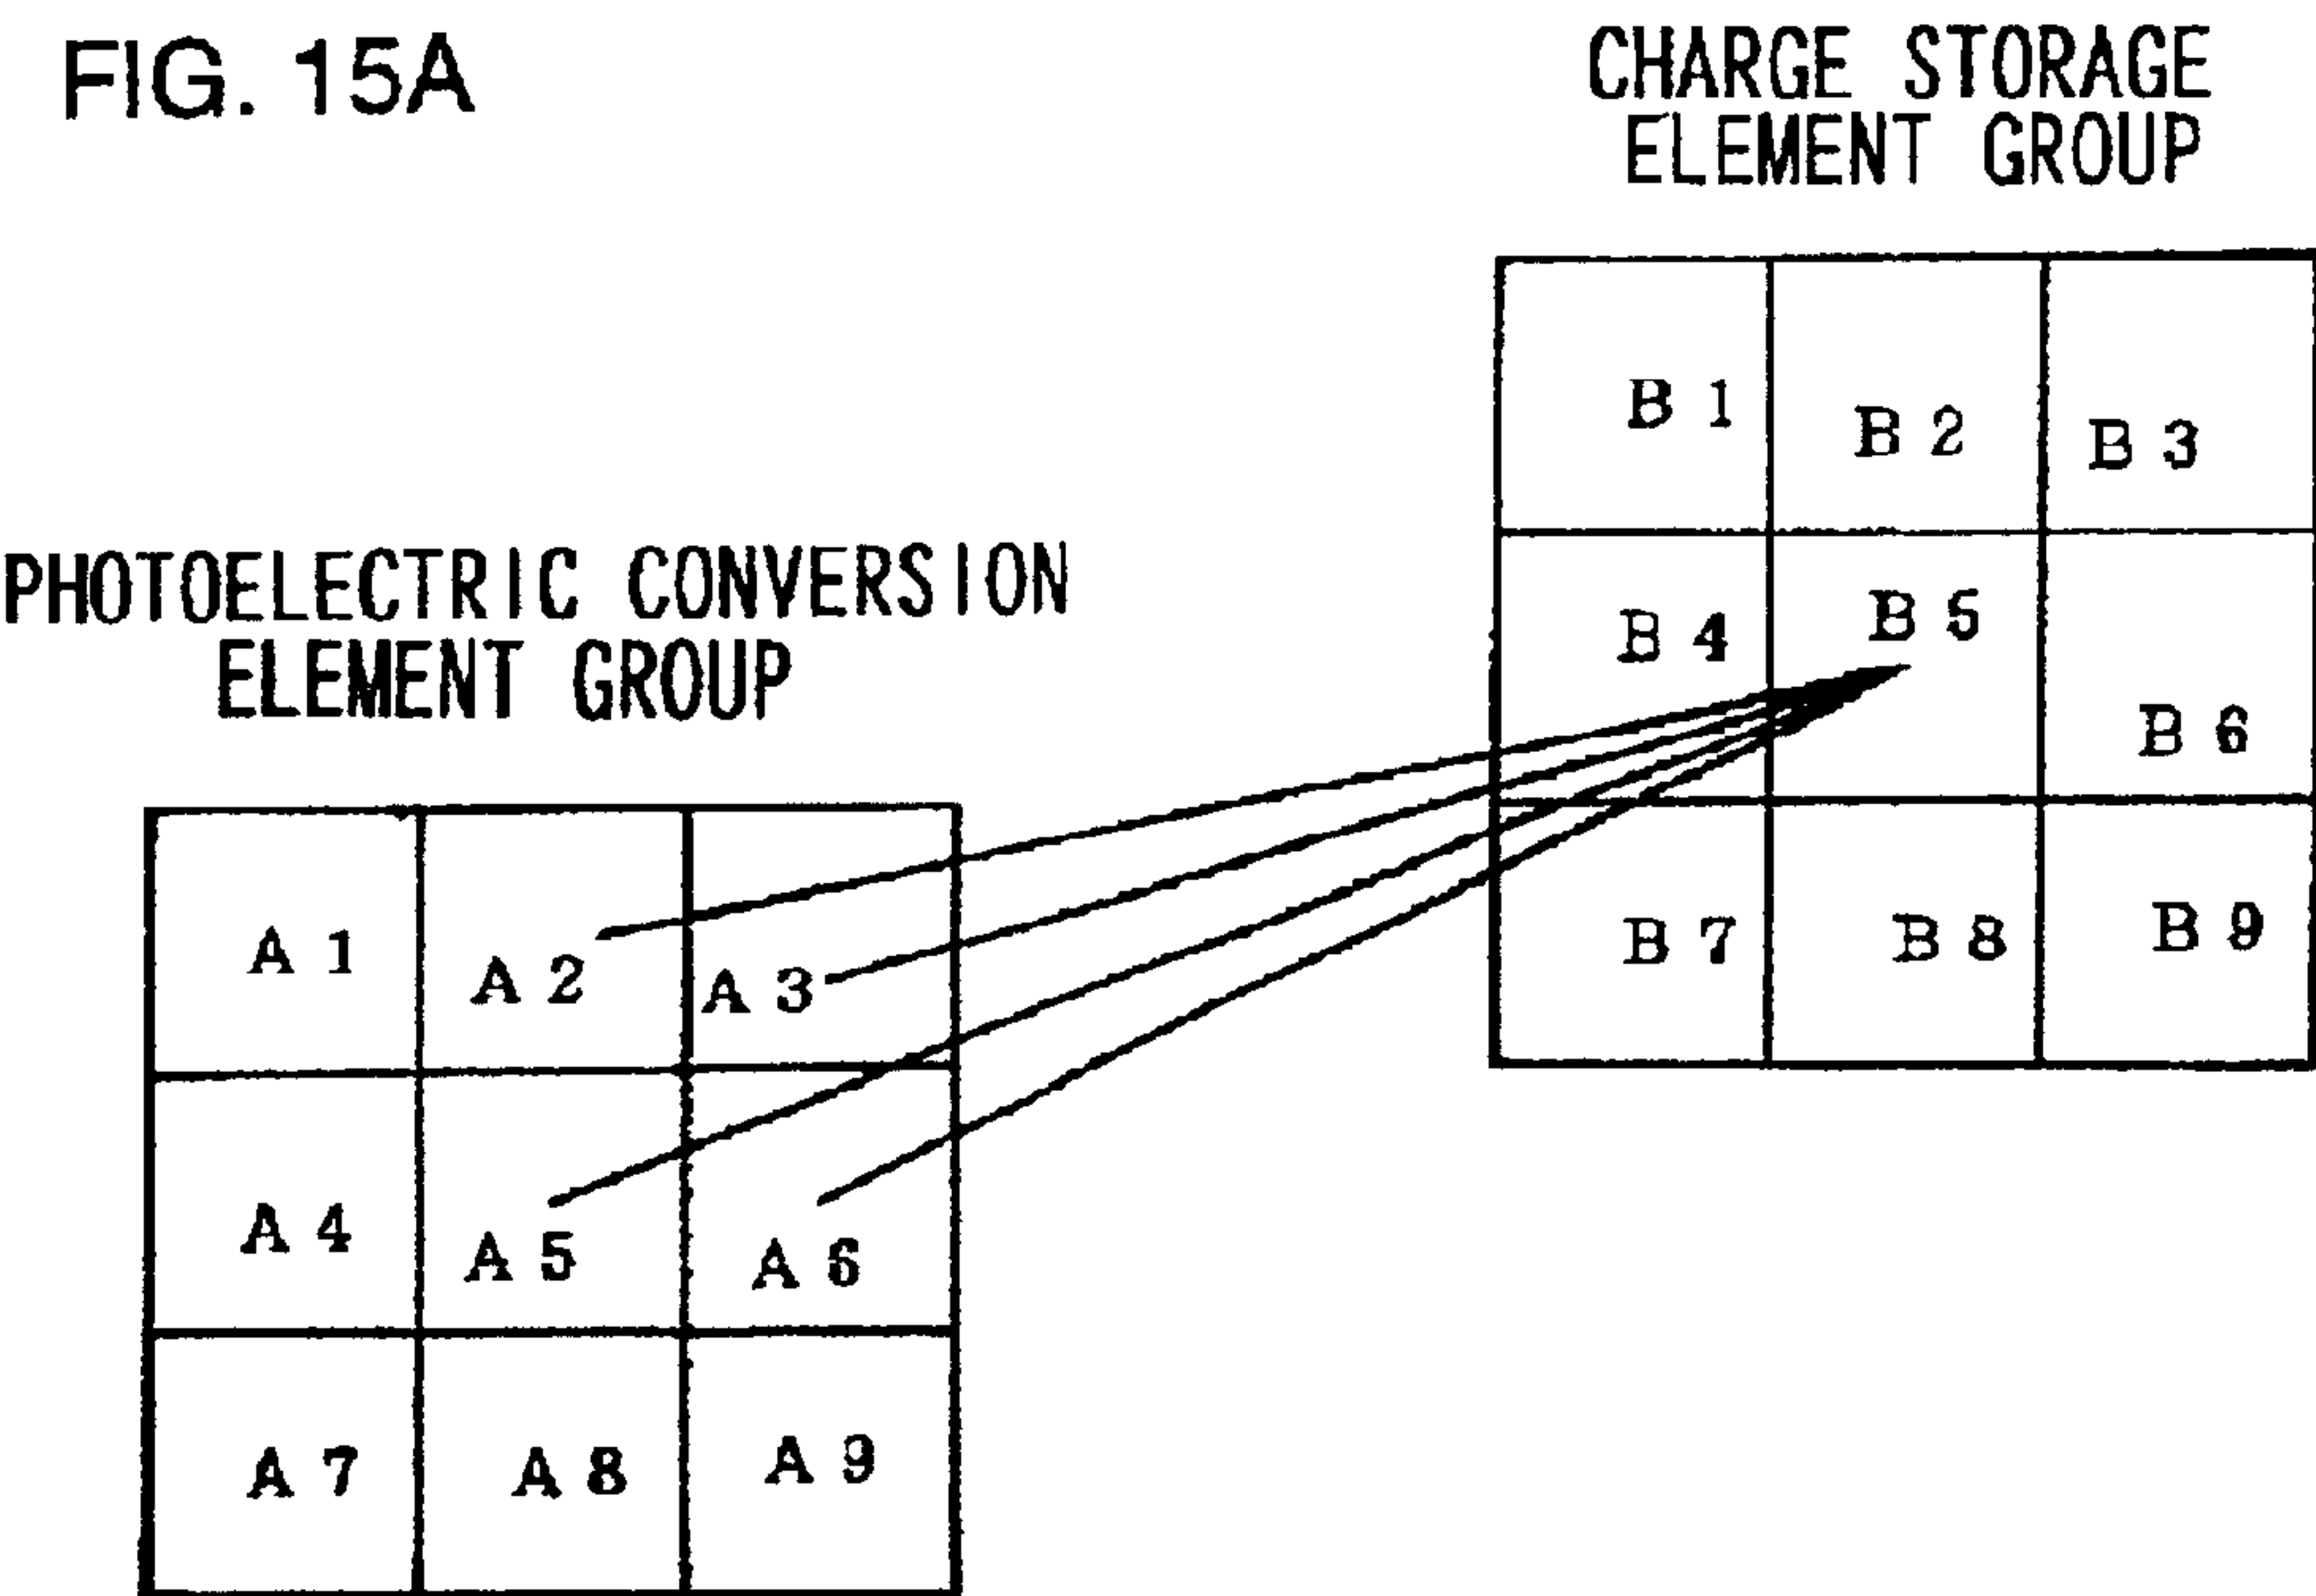 FIG. 15A
CHARGE STORAGE
ELEMENT GROUP
B 1 B 2 B 3
B 4 B 5 B 6
B 7 B 8 B 9
PHOTOELECTRIC CONVERSION
ELEMENT GROUP
A 1 A 2 A 3
A 4 A 5 A 6
A 7 A 8 A 9